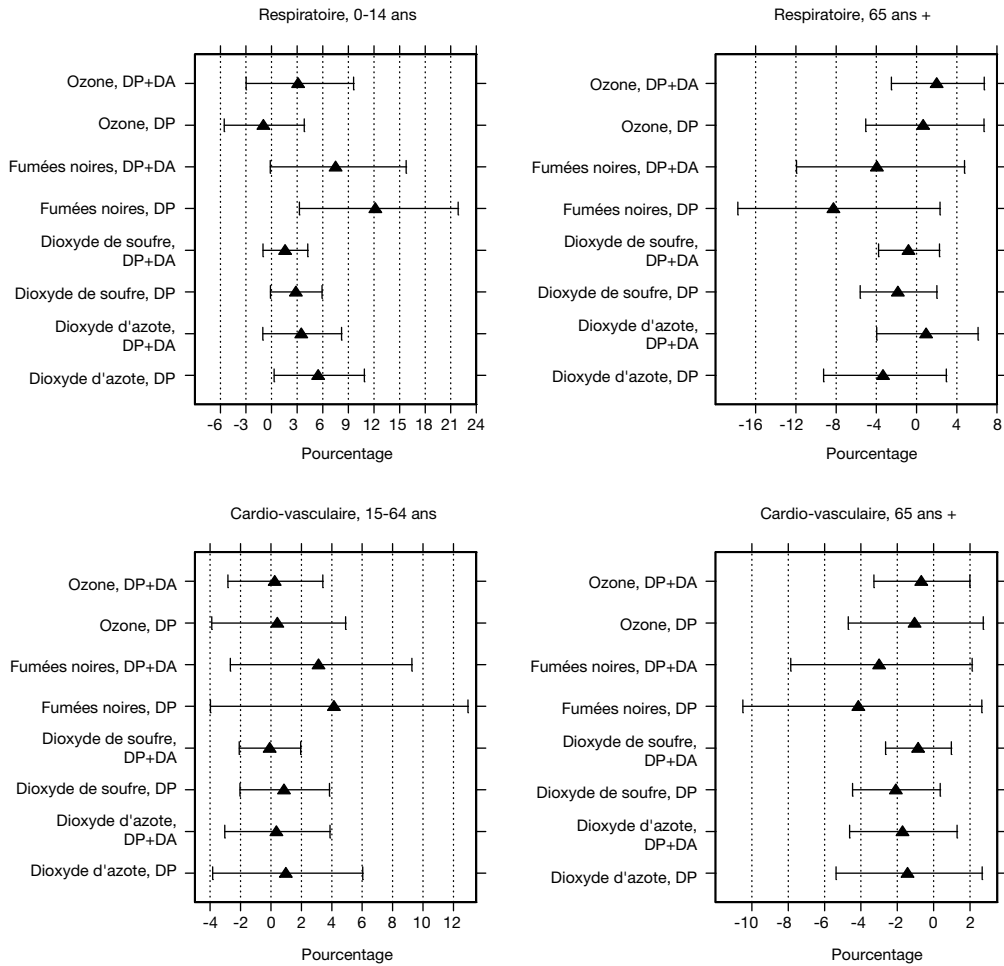 Respiratoire, 0-14 ans
Ozone, DP+DA
Ozone, DP
Fumées noires, DP+DA
Fumées noires, DP
Dioxyde de soufre,
DP+DA
Dioxyde de soufre, DP
Dioxyde d'azote,
DP+DA
Dioxyde d'azote, DP
-6 -3 0 3 6 9 12 15 18 21 24
Pourcentage
Respiratoire, 65 ans +
Ozone, DP+DA
Ozone, DP
Fumées noires, DP+DA
Fumées noires, DP
Dioxyde de soufre,
DP+DA
Dioxyde de soufre, DP
Dioxyde d'azote,
DP+DA
Dioxyde d'azote, DP
-16 -12 -8 -4 0 4 8
Pourcentage
Cardio-vasculaire, 15-64 ans
Ozone, DP+DA
Ozone, DP
Fumées noires, DP+DA
Fumées noires, DP
Dioxyde de soufre,
DP+DA
Dioxyde de soufre, DP
Dioxyde d'azote,
DP+DA
Dioxyde d'azote, DP
-4 -2 0 2 4 6 8 10 12
Pourcentage
Cardio-vasculaire, 65 ans +
Ozone, DP+DA
Ozone, DP
Fumées noires, DP+DA
Fumées noires, DP
Dioxyde de soufre,
DP+DA
Dioxyde de soufre, DP
Dioxyde d'azote,
DP+DA
Dioxyde d'azote, DP
-10 -8 -6 -4 -2 0 2
Pourcentage